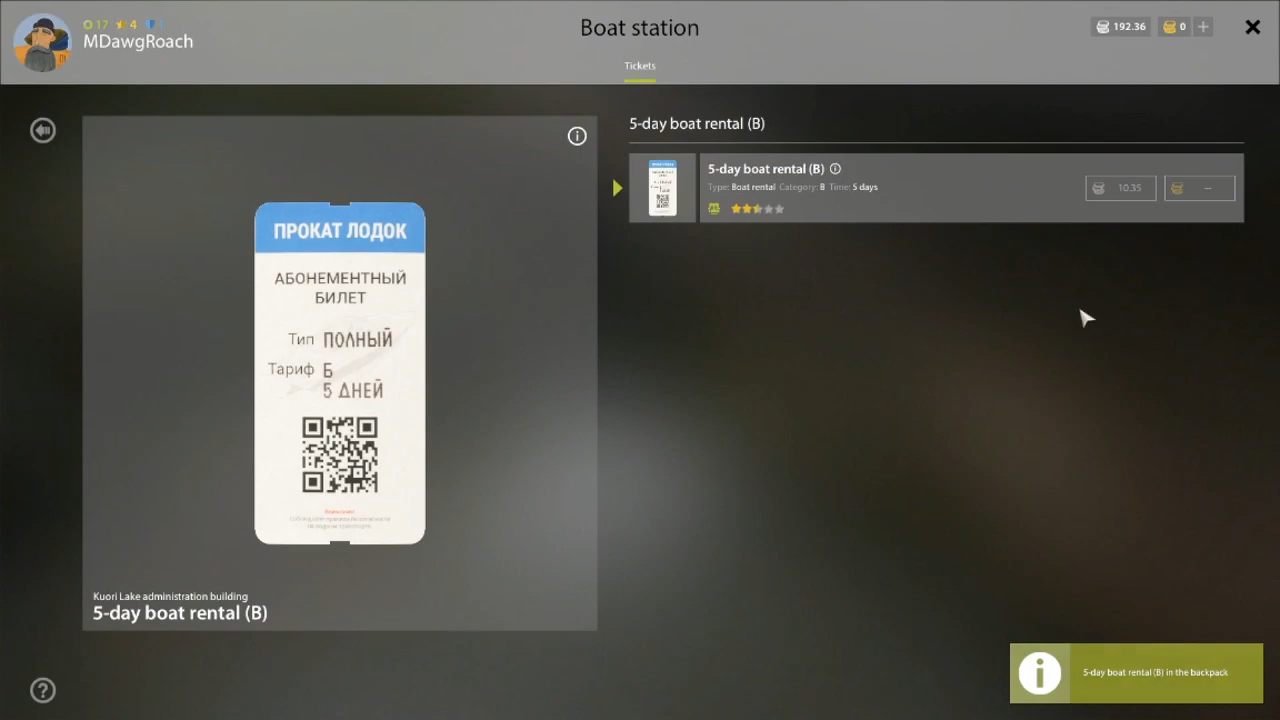 17 4
MDawgRoach
Boat station
192.36 0 +
Tickets
5-day boat rental (B)
ПРОКАТ ЛОДОК
АБОНЕМЕНТНЫЙ
БИЛЕТ
Тип ПОЛНЫЙ
Тариф Б
5 ДНЕЙ
Kuori Lake administration building
5-day boat rental (B)
5-day boat rental (B)
Type: Boat rental Category: B Time: 5 days
10.35 --
5-day boat rental (B) in the backpack